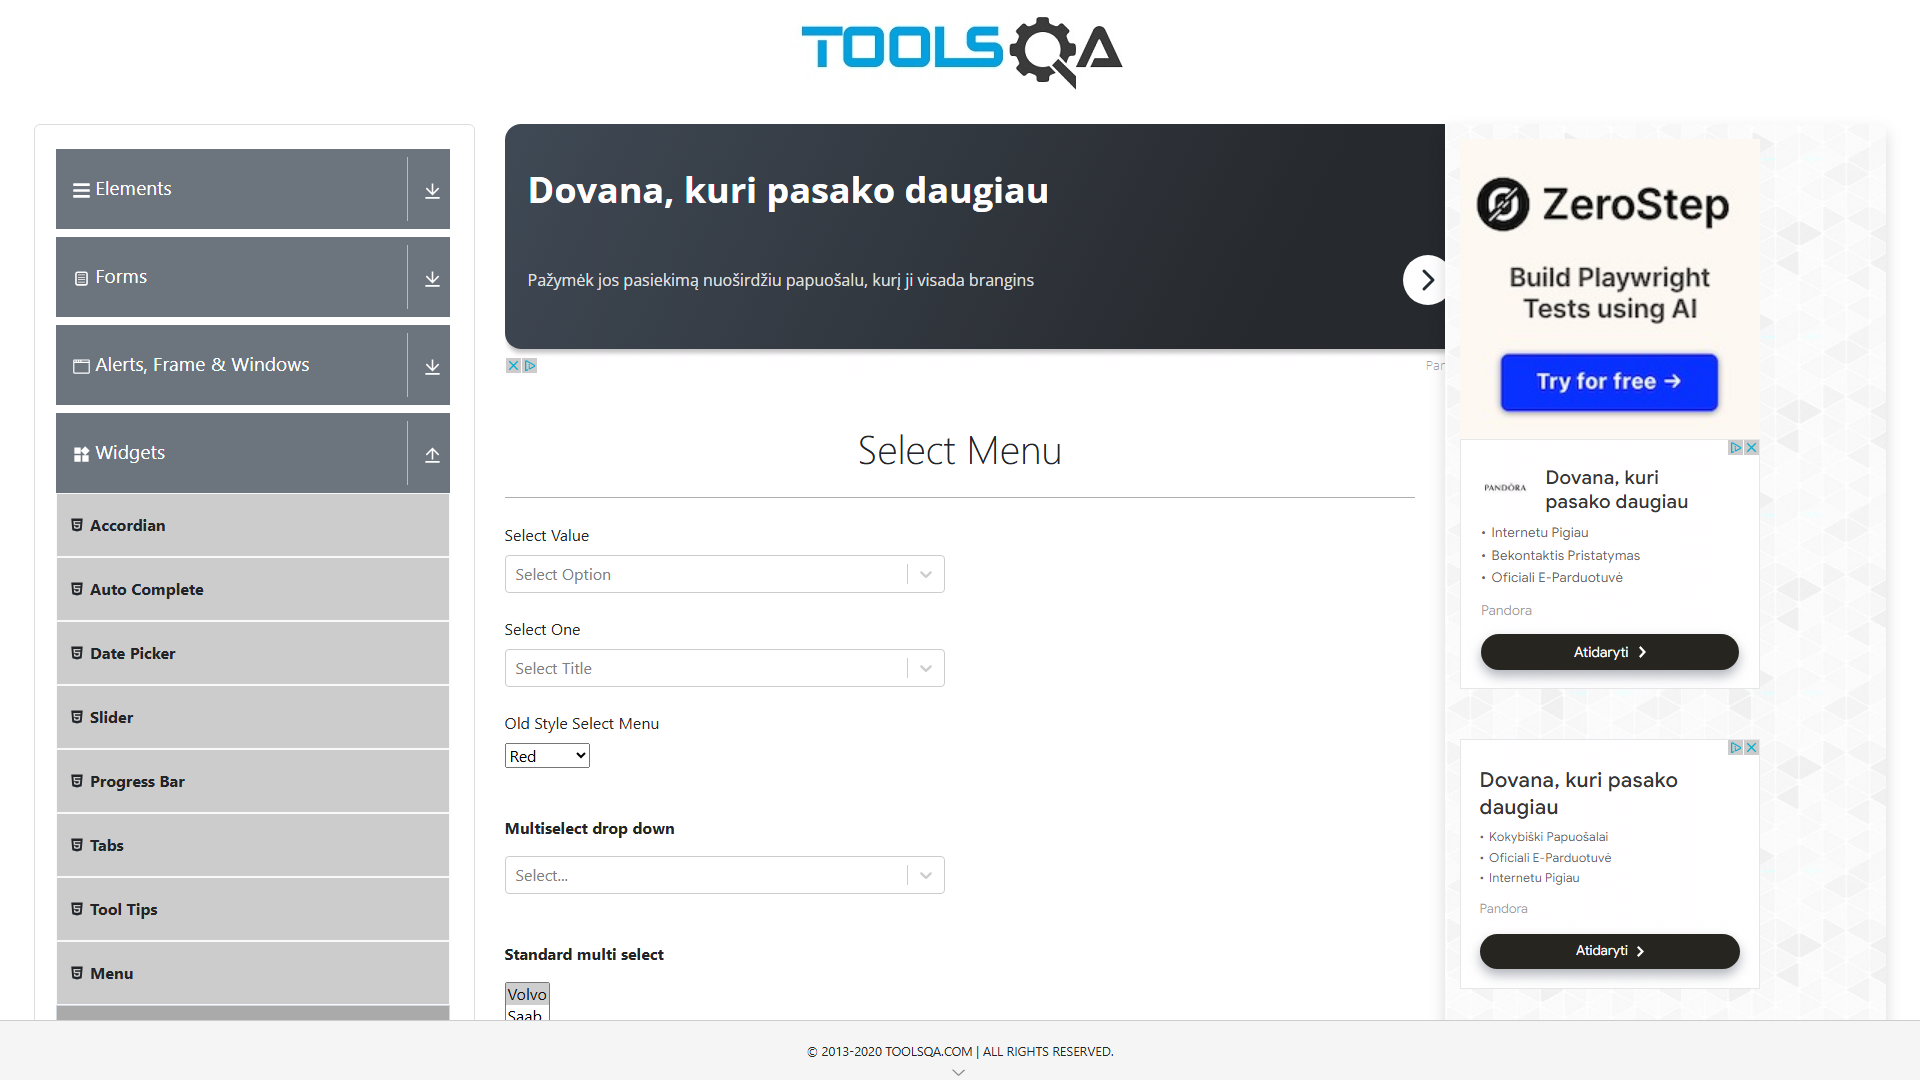 TOOLSQA
Elements
Forms
Alerts, Frame & Windows
Widgets
Accordian
Auto Complete
Date Picker
Slider
Progress Bar
Tabs
Tool Tips
Menu
Dovana, kuri pasako daugiau
Pažymėk jos pasiekimą nuoširdžiu papuošalu, kurį ji visada brangins
Select Menu
Select Value
Select Option
Select One
Select Title
Old Style Select Menu
Red
Multiselect drop down
Select...
Standard multi select
Volvo
Saab
ZeroStep
Build Playwright
Tests using AI
Try for free →
PANDÖRA
Dovana, kuri
pasako daugiau
• Internetu Pigiau
• Bekontaktis Pristatymas
• Oficiali E-Parduotuvė
Pandora
Atidaryti
Dovana, kuri pasako
daugiau
• Kokybiški Papuošalai
• Oficiali E-Parduotuvė
• Internetu Pigiau
Pandora
Atidaryti
© 2013-2020 TOOLSQA.COM | ALL RIGHTS RESERVED.